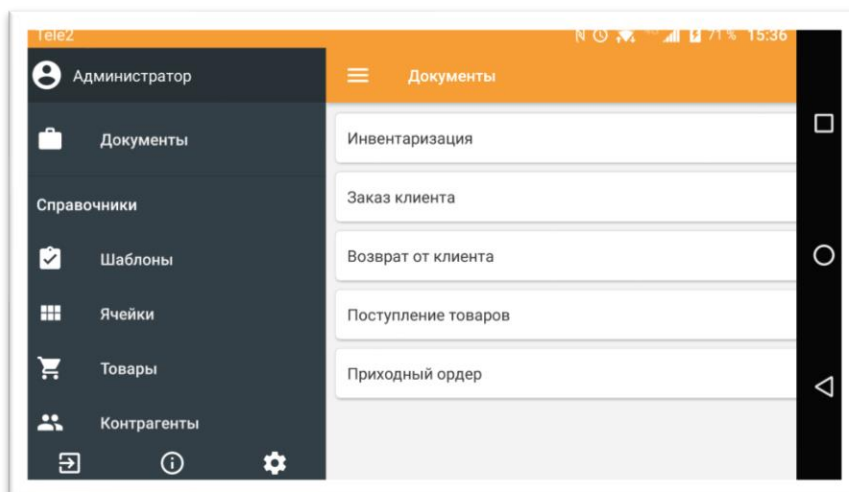 Tele2
71% 15:36
Администратор
Документы
Справочники
Шаблоны
Ячейки
Товары
Контрагенты
Документы
Инвентаризация
Заказ клиента
Возврат от клиента
Поступление товаров
Приходный ордер